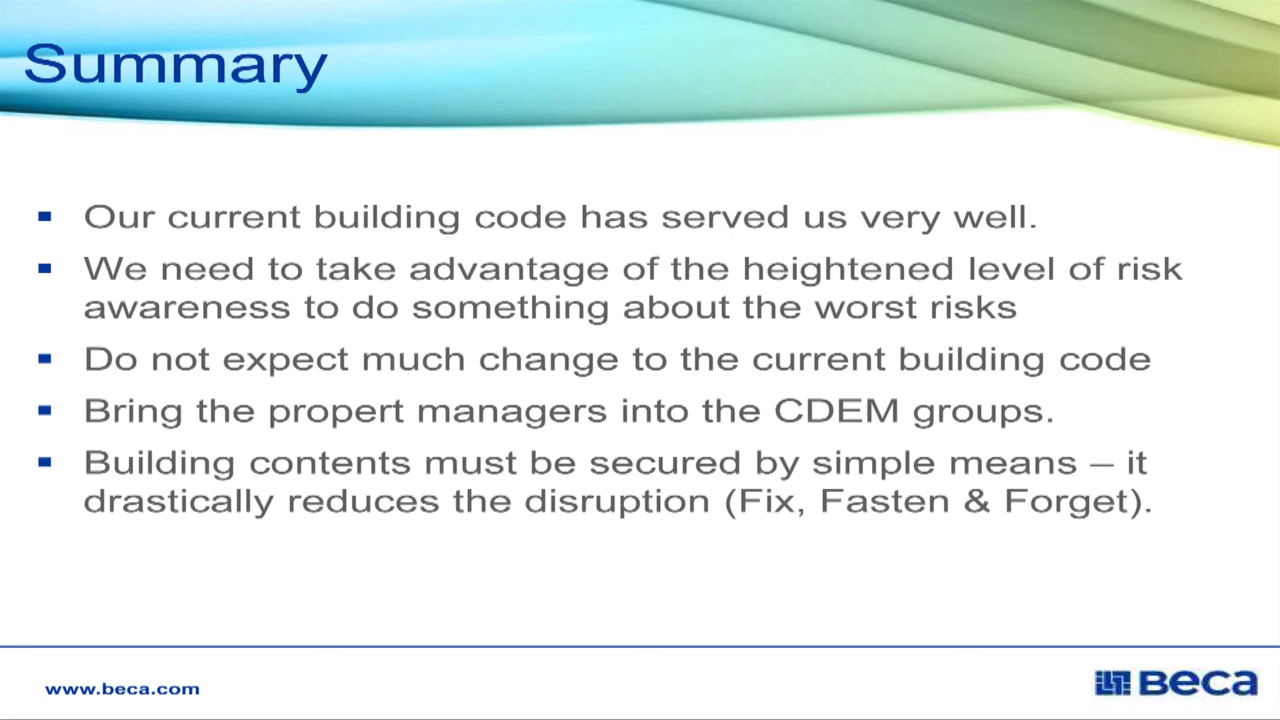 Summary
Our current building code has served us very well.
We need to take advantage of the heightened level of risk
awareness to do something about the worst risks
Do not expect much change to the current building code
Bring the propert managers into the CDEM groups.
Building contents must be secured by simple means – it
drastically reduces the disruption (Fix, Fasten & Forget).
www.beca.com
Beca